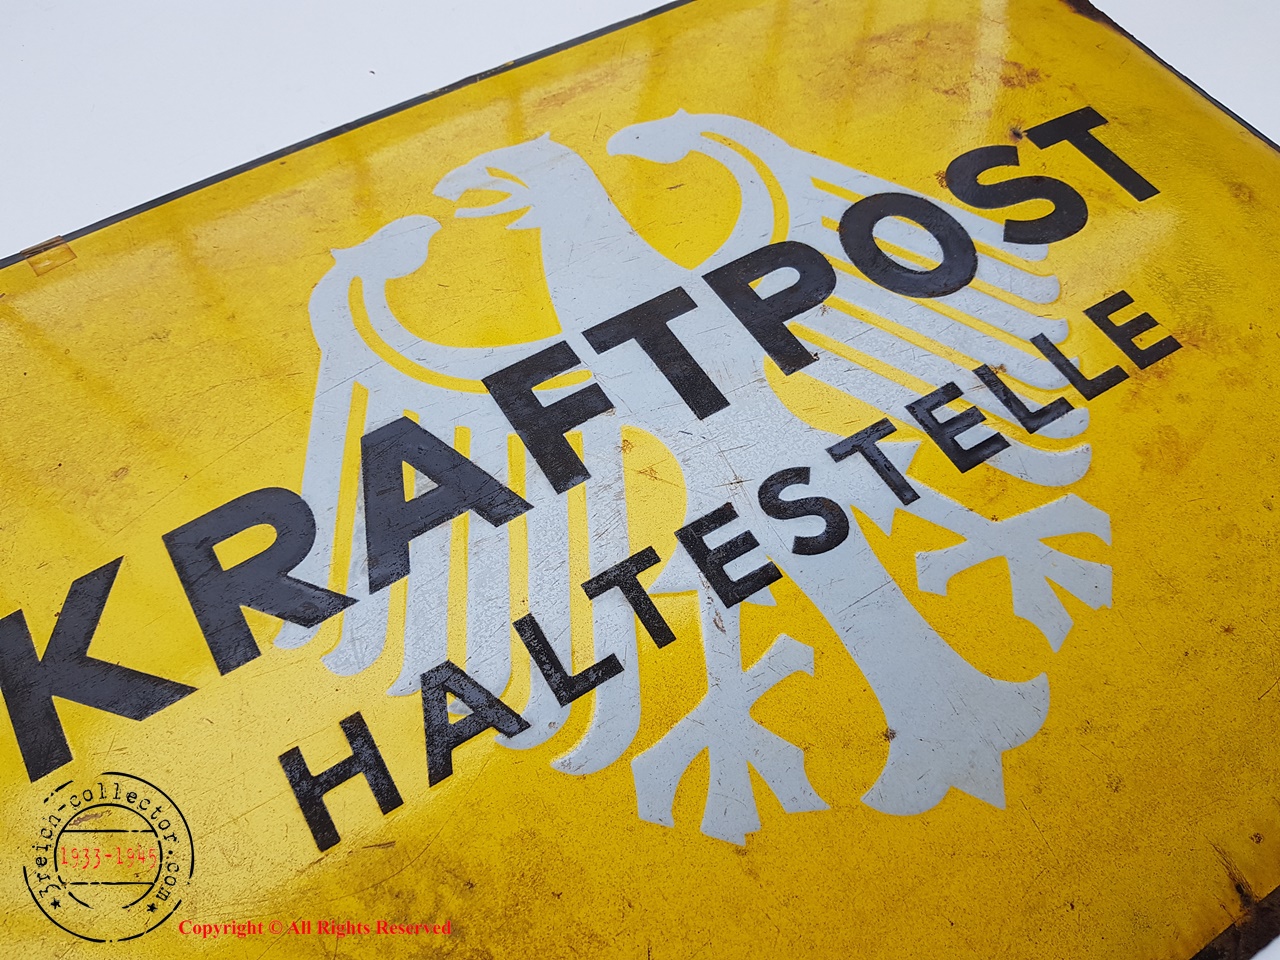 KRAFTPOST
HALTESTELLE
3reich-collector.com
1933-1945
Copyright © All Rights Reserved